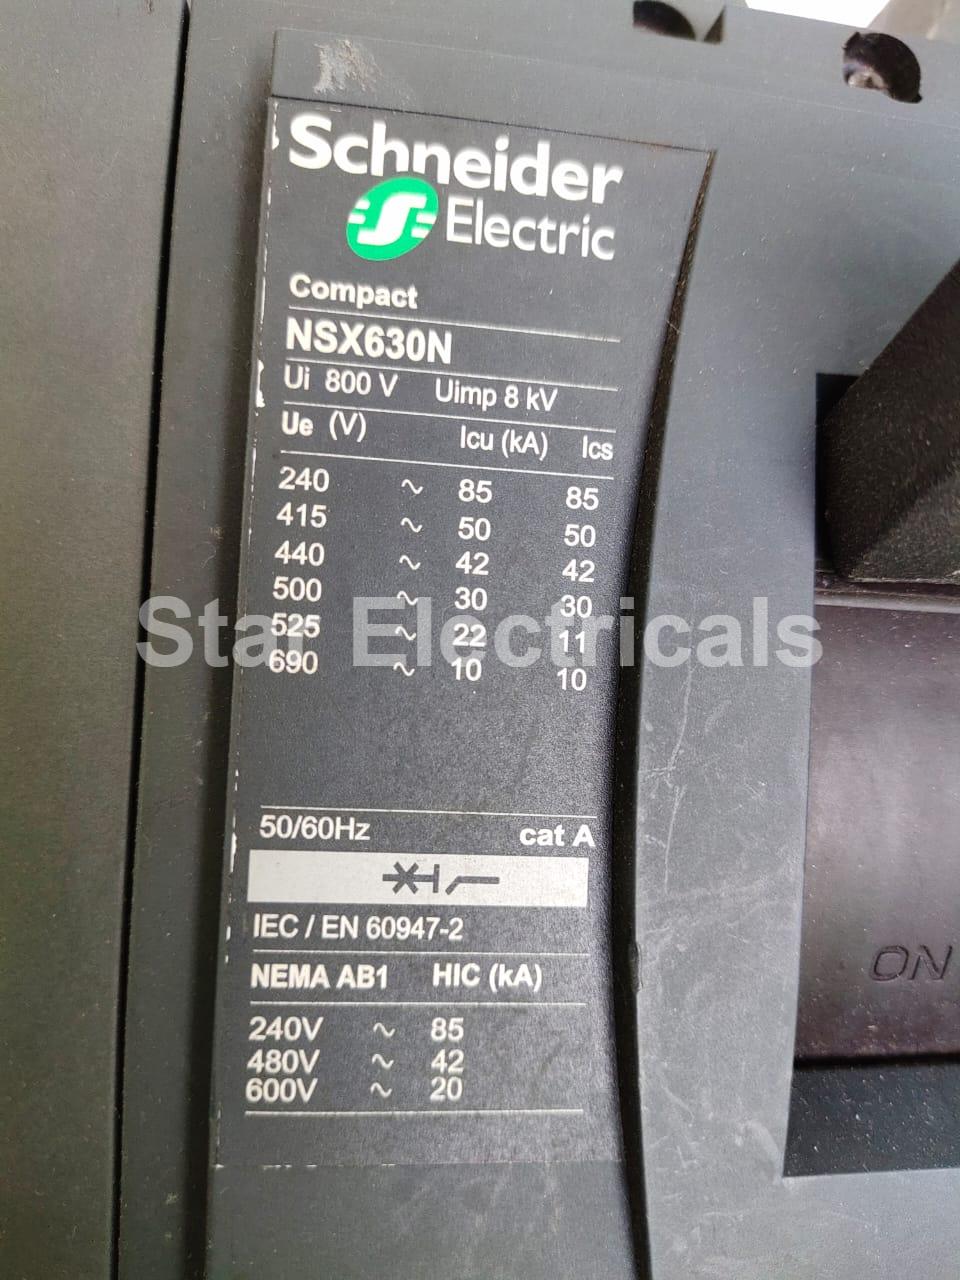 Schneider
Electric
Compact
NSX630N
Ui 800 V Uimp 8 kV
Ue (V) Icu (kA) Ics
240 ~ 85 85
415 ~ 50 50
440 ~ 42 42
500 ~ 30 30
525 ~ 22 11
690 ~ 10 10
Star Electricals
50/60Hz cat A
IEC / EN 60947-2
NEMA AB1 HIC (kA)
240V ~ 85
480V ~ 42
600V ~ 20
ON